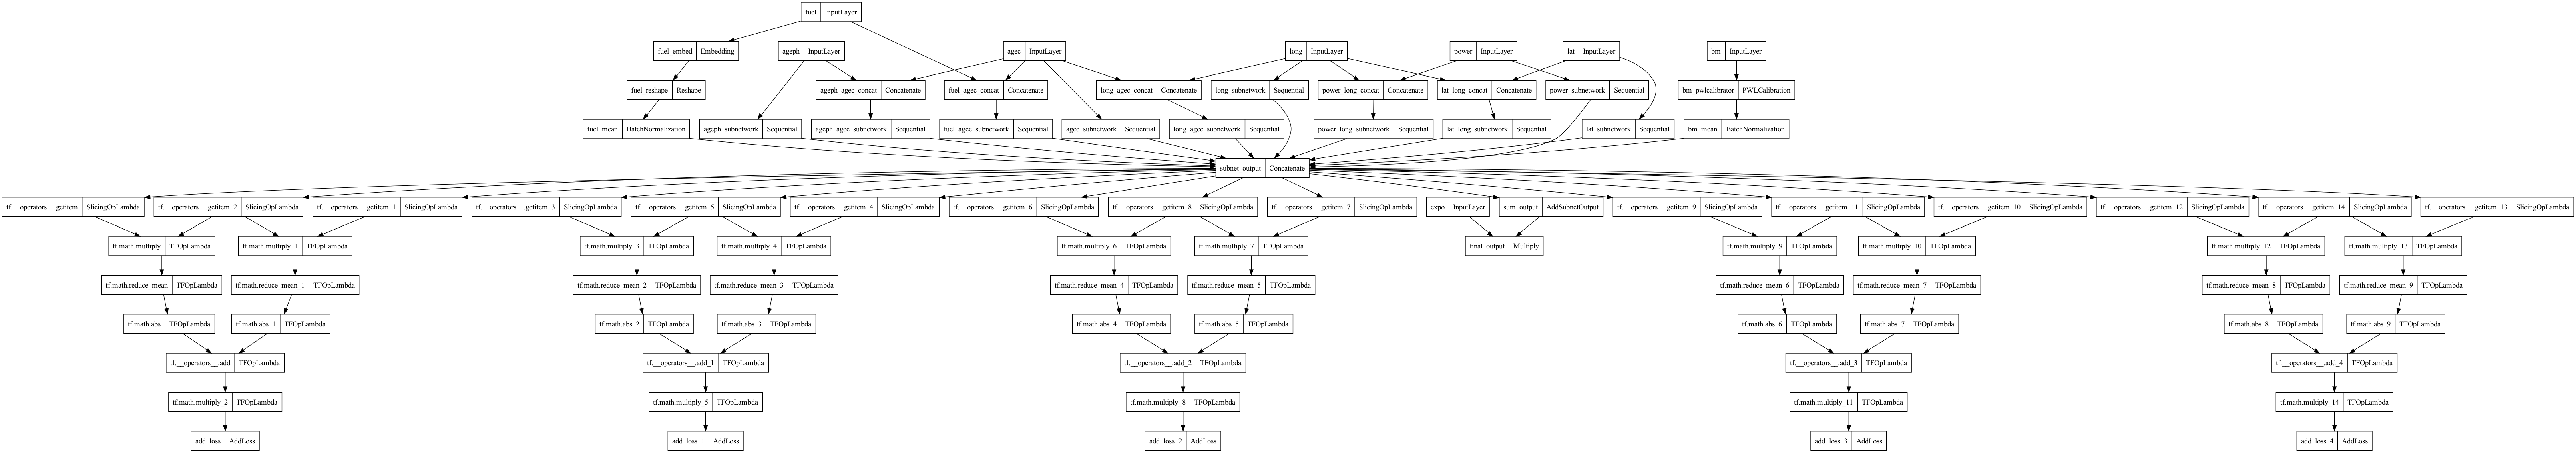 fuel InputLayer
fuel_embed Embedding ageph InputLayer agec InputLayer long InputLayer power InputLayer lat InputLayer bm InputLayer
fuel_reshape Reshape ageph_agec_concat Concatenate fuel_agec_concat Concatenate long_agec_concat Concatenate long_subnetwork Sequential power_long_concat Concatenate lat_long_concat Concatenate power_subnetwork Sequential bm_pwlcalibrator PWLCalibration
fuel_mean BatchNormalization ageph_subnetwork Sequential ageph_agec_subnetwork Sequential fuel_agec_subnetwork Sequential agec_subnetwork Sequential long_agec_subnetwork Sequential power_long_subnetwork Sequential lat_long_subnetwork Sequential lat_subnetwork Sequential bm_mean BatchNormalization
subnet_output Concatenate
tf.__operators__.getitem SlicingOpLambda tf.__operators__.getitem_2 SlicingOpLambda tf.__operators__.getitem_1 SlicingOpLambda tf.__operators__.getitem_3 SlicingOpLambda tf.__operators__.getitem_5 SlicingOpLambda tf.__operators__.getitem_4 SlicingOpLambda tf.__operators__.getitem_6 SlicingOpLambda tf.__operators__.getitem_8 SlicingOpLambda tf.__operators__.getitem_7 SlicingOpLambda expo InputLayer sum_output AddSubnetOutput tf.__operators__.getitem_9 SlicingOpLambda tf.__operators__.getitem_11 SlicingOpLambda tf.__operators__.getitem_10 SlicingOpLambda tf.__operators__.getitem_12 SlicingOpLambda tf.__operators__.getitem_14 SlicingOpLambda tf.__operators__.getitem_13 SlicingOpLambda
tf.math.multiply TFOpLambda tf.math.multiply_1 TFOpLambda tf.math.multiply_3 TFOpLambda tf.math.multiply_4 TFOpLambda tf.math.multiply_6 TFOpLambda tf.math.multiply_7 TFOpLambda final_output Multiply tf.math.multiply_9 TFOpLambda tf.math.multiply_10 TFOpLambda tf.math.multiply_12 TFOpLambda tf.math.multiply_13 TFOpLambda
tf.math.reduce_mean TFOpLambda tf.math.reduce_mean_1 TFOpLambda tf.math.reduce_mean_2 TFOpLambda tf.math.reduce_mean_3 TFOpLambda tf.math.reduce_mean_4 TFOpLambda tf.math.reduce_mean_5 TFOpLambda tf.math.reduce_mean_6 TFOpLambda tf.math.reduce_mean_7 TFOpLambda tf.math.reduce_mean_8 TFOpLambda tf.math.reduce_mean_9 TFOpLambda
tf.math.abs TFOpLambda tf.math.abs_1 TFOpLambda tf.math.abs_2 TFOpLambda tf.math.abs_3 TFOpLambda tf.math.abs_4 TFOpLambda tf.math.abs_5 TFOpLambda tf.math.abs_6 TFOpLambda tf.math.abs_7 TFOpLambda tf.math.abs_8 TFOpLambda tf.math.abs_9 TFOpLambda
tf.__operators__.add TFOpLambda tf.__operators__.add_1 TFOpLambda tf.__operators__.add_2 TFOpLambda tf.__operators__.add_3 TFOpLambda tf.__operators__.add_4 TFOpLambda
tf.math.multiply_2 TFOpLambda tf.math.multiply_5 TFOpLambda tf.math.multiply_8 TFOpLambda tf.math.multiply_11 TFOpLambda tf.math.multiply_14 TFOpLambda
add_loss AddLoss add_loss_1 AddLoss add_loss_2 AddLoss add_loss_3 AddLoss add_loss_4 AddLoss